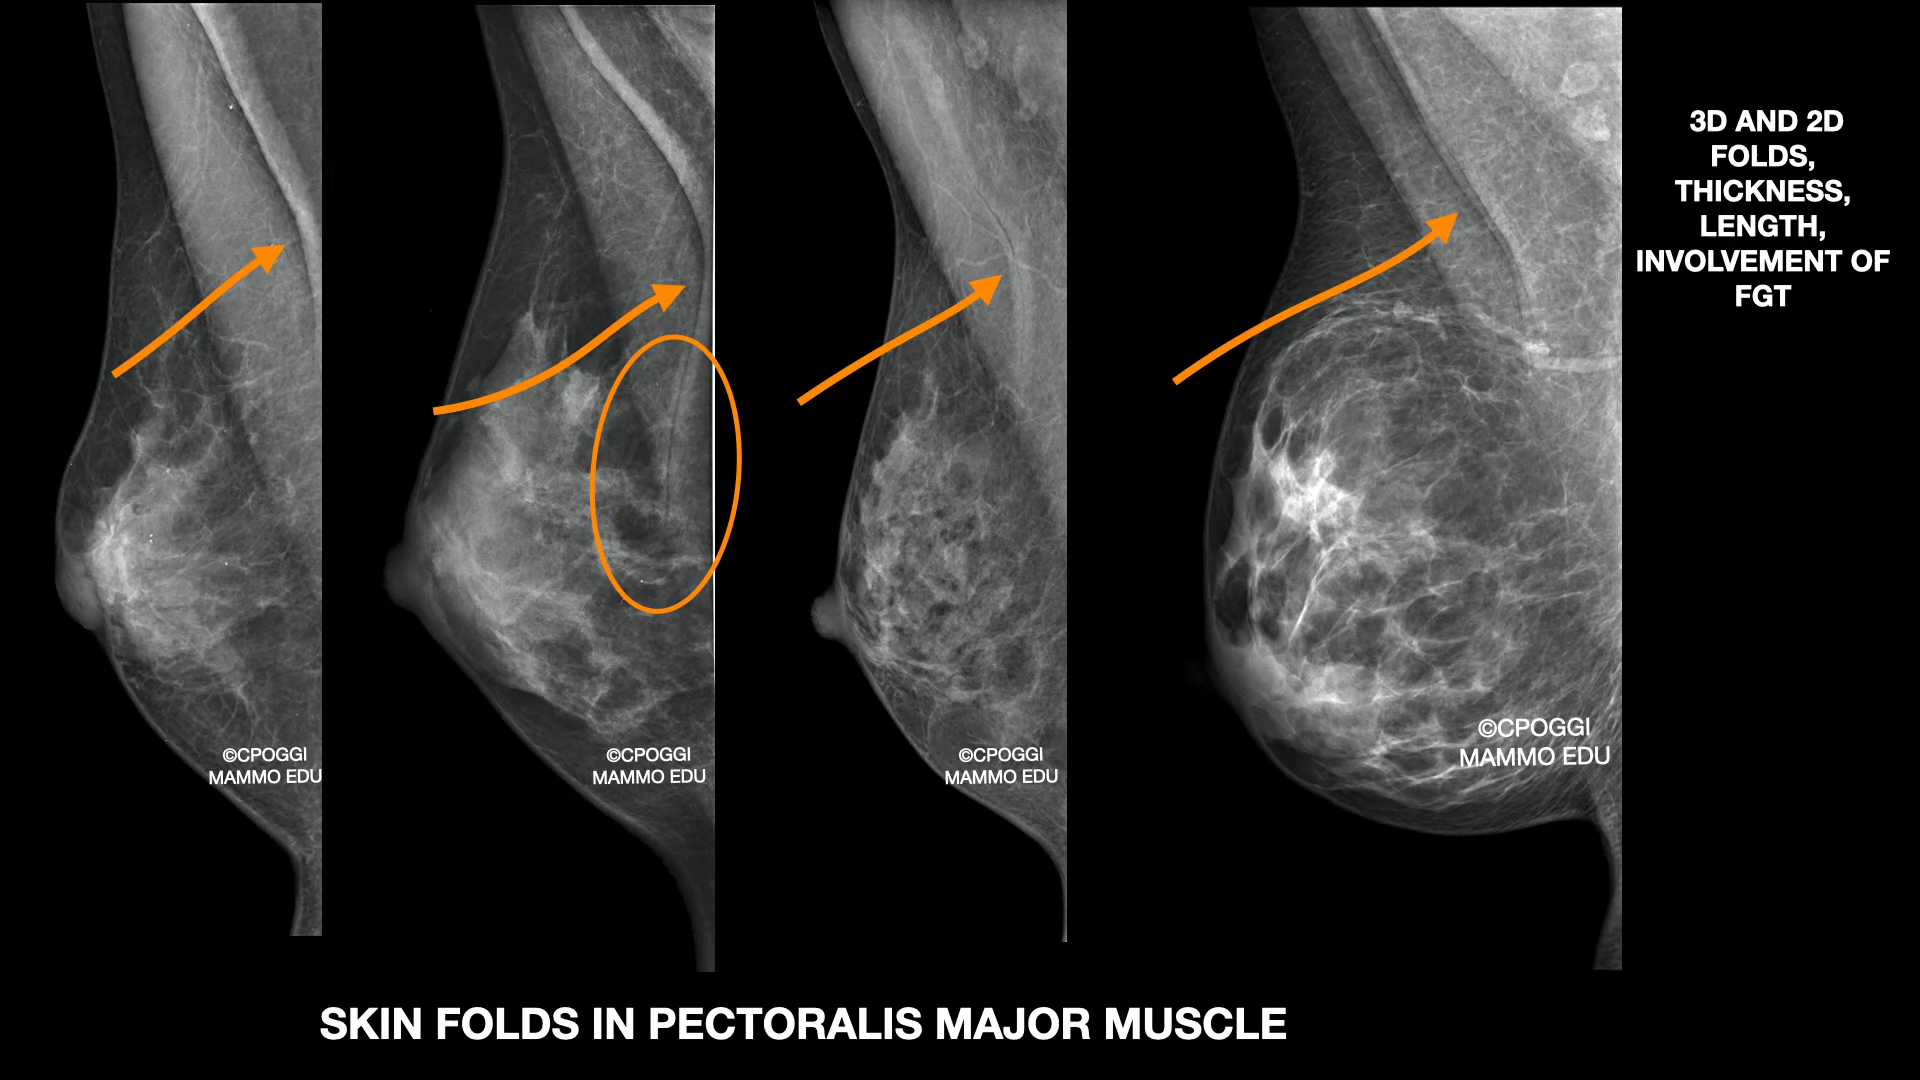 3D AND 2D
FOLDS,
THICKNESS,
LENGTH,
INVOLVEMENT OF
FGT
©CPOGGI
MAMMO EDU
©CPOGGI
MAMMO EDU
©CPOGGI
MAMMO EDU
©CPOGGI
MAMMO EDU
SKIN FOLDS IN PECTORALIS MAJOR MUSCLE